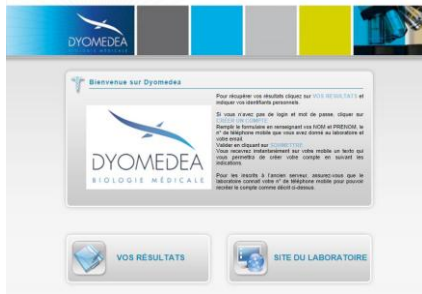 DYOMEDEA
BIOLOGIE MÉDICALE
Bienvenue sur Dyomedea
Pour récupérer vos résultats cliquez sur VOS RESULTATS et
indiquer vos identifiants personnels.
Si vous n'avez pas de login et mot de passe, cliquer sur
CREER UN COMPTE
Remplir le formulaire en renseignant vos NOM et PRENOM, le
n° de téléphone mobile que vous avez donné au laboratoire et
votre email.
Valider en cliquant sur SOUMETTRE
Vous recevrez instantanément sur votre mobile un texto qui
vous permettra de créer votre compte en suivant les
indications.
Pour les inscrits à l'ancien serveur, assurez-vous que le
laboratoire connait votre n° de téléphone mobile pour pouvoir
recréer le compte comme décrit ci-dessus.
DYOMEDEA
BIOLOGIE MÉDICALE
VOS RÉSULTATS
SITE DU LABORATOIRE